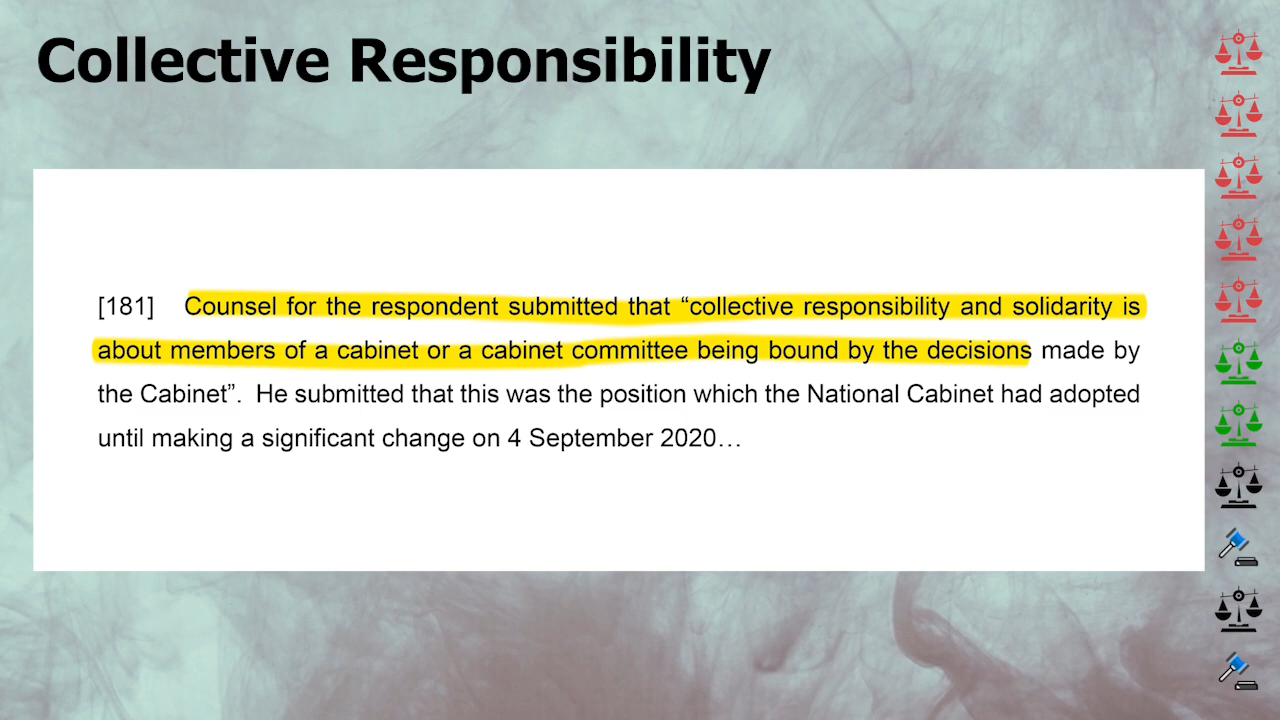 Collective Responsibility
[181] Counsel for the respondent submitted that “collective responsibility and solidarity is
about members of a cabinet or a cabinet committee being bound by the decisions made by
the Cabinet”. He submitted that this was the position which the National Cabinet had adopted
until making a significant change on 4 September 2020…